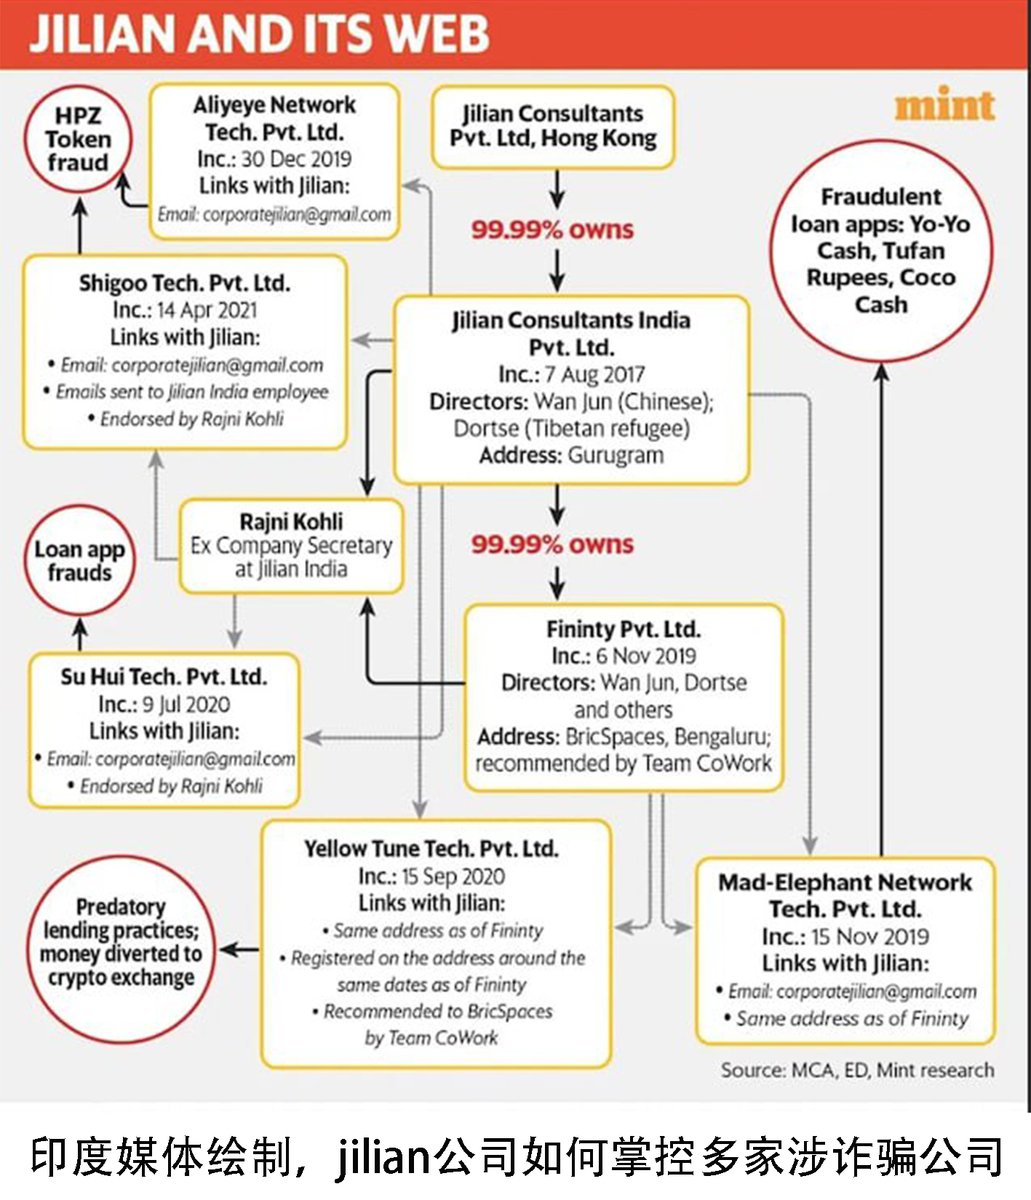 JILIAN AND ITS WEB
mint
HPZ
Token
fraud
Aliyeye Network
Tech. Pvt. Ltd.
Inc.: 30 Dec 2019
Links with Jilian:
Email: corporatejilian@gmail.com
Jilian Consultants
Pvt. Ltd, Hong Kong
99.99% owns
Fraudulent
loan apps: Yo-Yo
Cash, Tufan
Rupees, Coco
Cash
Shigoo Tech. Pvt. Ltd.
Inc.: 14 Apr 2021
Links with Jilian:
• Email: corporatejilian@gmail.com
• Emails sent to Jilian India employee
• Endorsed by Rajni Kohli
Jilian Consultants India
Pvt. Ltd.
Inc.: 7 Aug 2017
Directors: Wan Jun (Chinese);
Dortse (Tibetan refugee)
Address: Gurugram
Rajni Kohli
Ex Company Secretary
at Jilian India
99.99% owns
Loan app
frauds
Su Hui Tech. Pvt. Ltd.
Inc.: 9 Jul 2020
Links with Jilian:
• Email: corporatejilian@gmail.com
• Endorsed by Rajni Kohli
Fininty Pvt. Ltd.
Inc.: 6 Nov 2019
Directors: Wan Jun, Dortse
and others
Address: BricSpaces, Bengaluru;
recommended by Team CoWork
Predatory
lending practices;
money diverted to
crypto exchange
Yellow Tune Tech. Pvt. Ltd.
Inc.: 15 Sep 2020
Links with Jilian:
• Same address as of Fininty
• Registered on the address around the
same dates as of Fininty
• Recommended to BricSpaces
by Team CoWork
Mad-Elephant Network
Tech. Pvt. Ltd.
Inc.: 15 Nov 2019
Links with Jilian:
• Email: corporatejilian@gmail.com
• Same address as of Fininty
Source: MCA, ED, Mint research
印度媒体绘制，jilian公司如何掌控多家涉诈骗公司